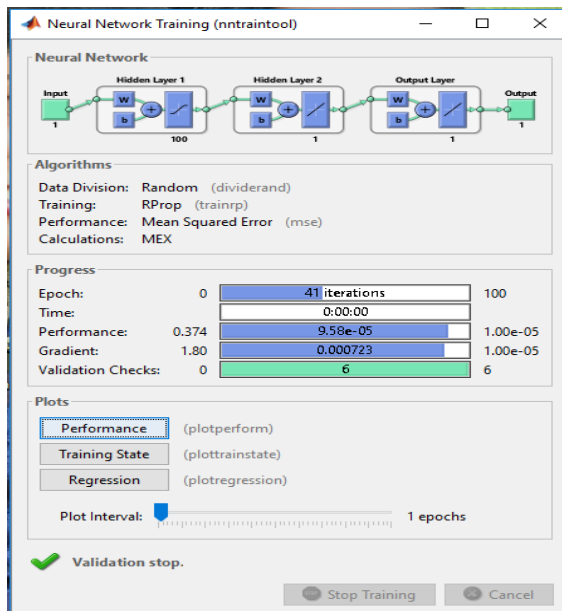 Neural Network Training (nntraintool)
Neural Network
Hidden Layer 1 Hidden Layer 2 Output Layer
Input Output
W W W
b b b
1 1
100 1 1
Algorithms
Data Division: Random (dividerand)
Training: RProp (trainrp)
Performance: Mean Squared Error (mse)
Calculations: MEX
Progress
Epoch: 0 41 iterations 100
Time: 0:00:00
Performance: 0.374 9.58e-05 1.00e-05
Gradient: 1.80 0.000723 1.00e-05
Validation Checks: 0 6 6
Plots
Performance (plotperform)
Training State (plottrainstate)
Regression (plotregression)
Plot Interval: 1 epochs
Validation stop.
Stop Training Cancel